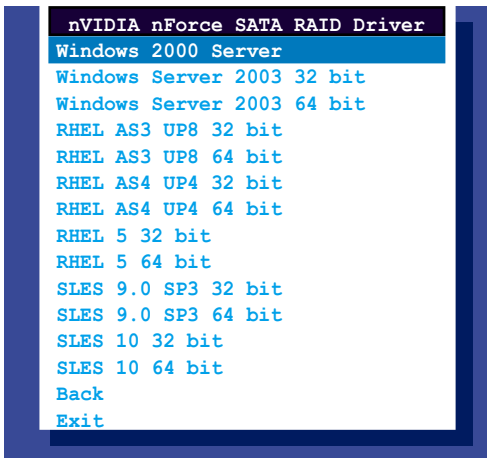 nVIDIA nForce SATA RAID Driver
Windows 2000 Server
Windows Server 2003 32 bit
Windows Server 2003 64 bit
RHEL AS3 UP8 32 bit
RHEL AS3 UP8 64 bit
RHEL AS4 UP4 32 bit
RHEL AS4 UP4 64 bit
RHEL 5 32 bit
RHEL 5 64 bit
SLES 9.0 SP3 32 bit
SLES 9.0 SP3 64 bit
SLES 10 32 bit
SLES 10 64 bit
Back
Exit